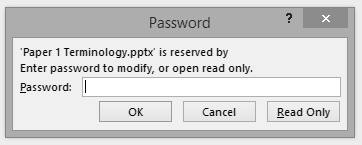 Password
? ×
'Paper 1 Terminology.pptx' is reserved by
Enter password to modify, or open read only.
Password:
OK Cancel Read Only